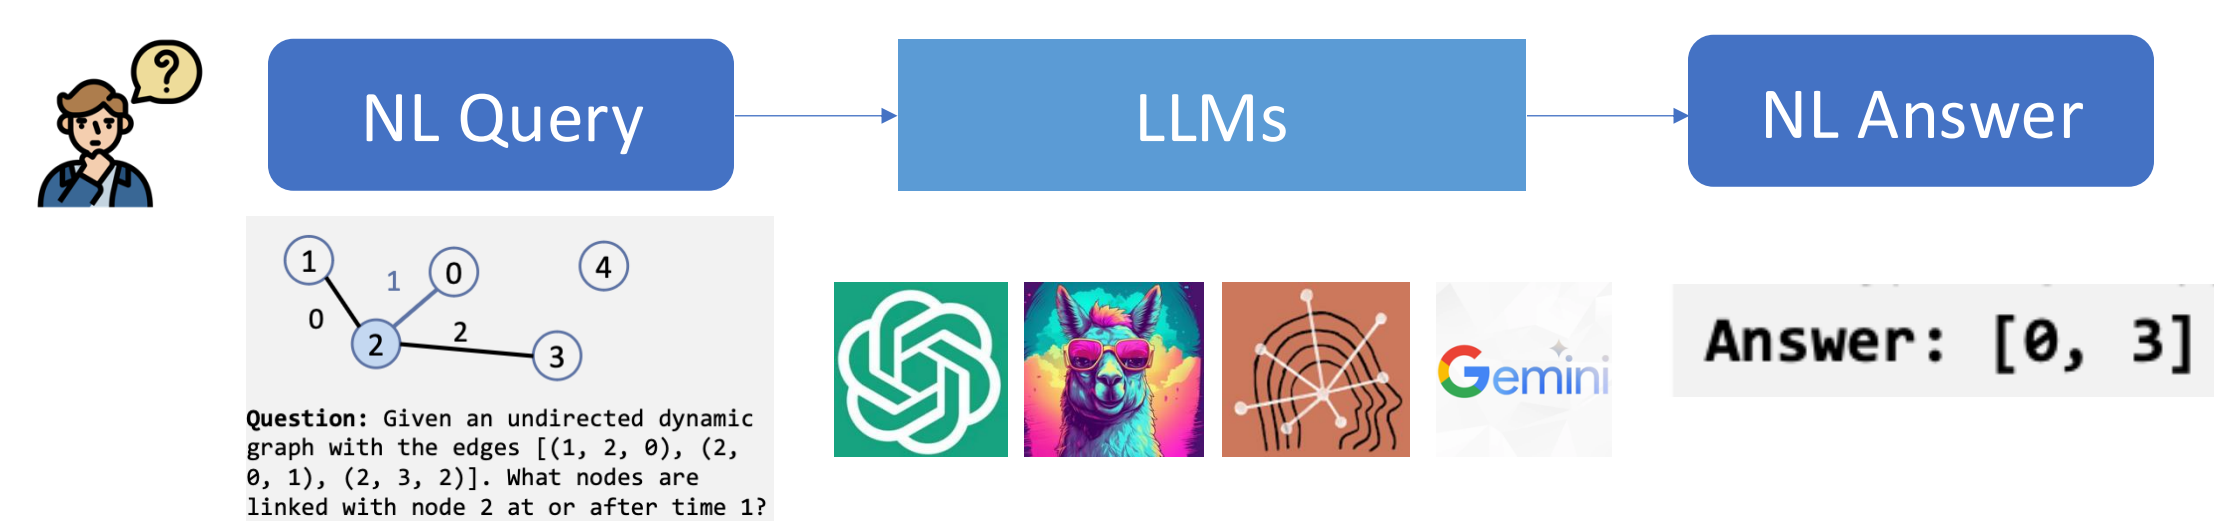 ?
NL Query
LLMs
NL Answer
1
1
0
4
0
2
2
3
Gemini
Answer: [0, 3]
Question: Given an undirected dynamic
graph with the edges [(1, 2, 0), (2,
0, 1), (2, 3, 2)]. What nodes are
linked with node 2 at or after time 1?